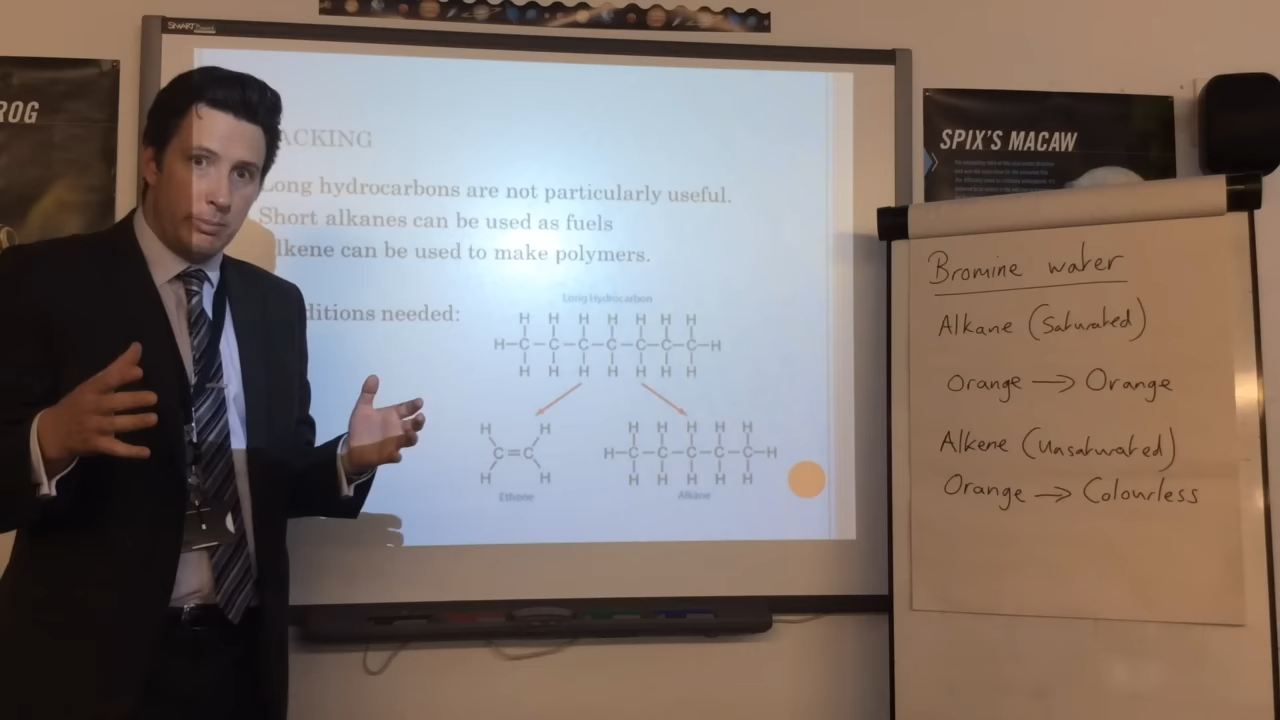 SMART
ROG
ACKING
Long hydrocarbons are not particularly useful.
Short alkanes can be used as fuels
lkene can be used to make polymers.
ditions needed:
Long Hydrocarbon
H H H H H H H
H-C-C-C-C-C-C-C-H
H H H H H H H
H H
C=C
H H
Ethene
H H H H H
H-C-C-C-C-C-H
H H H H H
Alkane
SPIX'S MACAW
Bromine water
Alkane (Saturated)
Orange → Orange
Alkene (Unsaturated)
Orange → Colourless